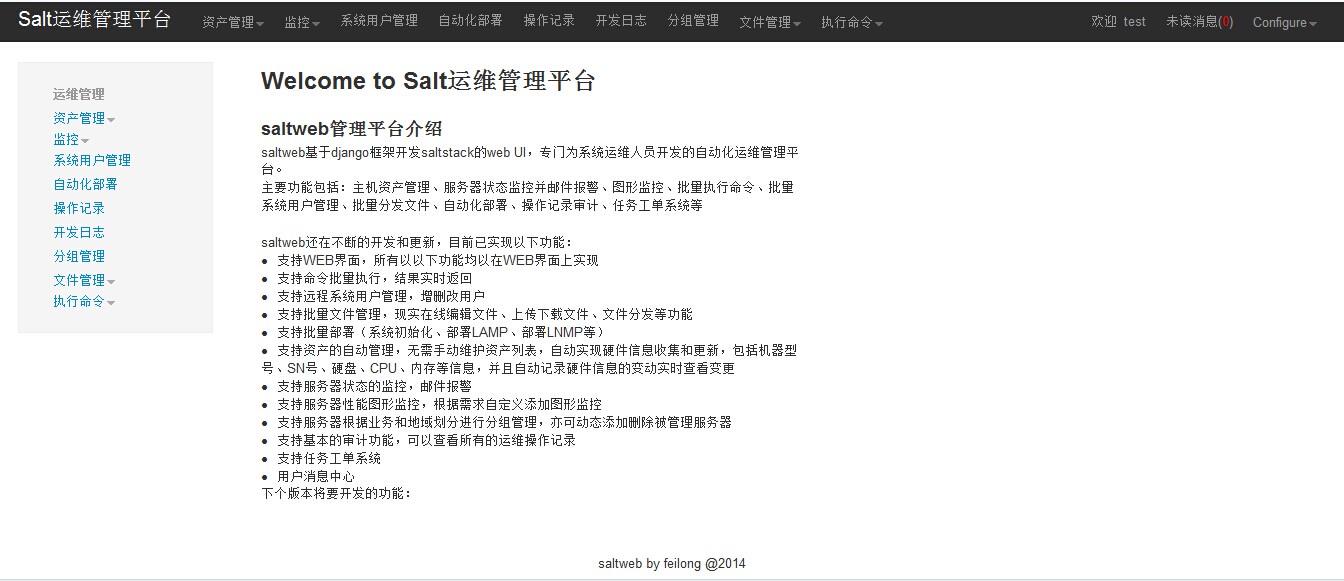 Salt运维管理平台 资产管理 监控 系统用户管理 自动化部署 操作记录 开发日志 分组管理 文件管理 执行命令 欢迎 test 未读消息(0) Configure
运维管理
资产管理
监控
系统用户管理
自动化部署
操作记录
开发日志
分组管理
文件管理
执行命令
Welcome to Salt运维管理平台
saltweb管理平台介绍
saltweb基于django框架开发saltstack的web UI，专门为系统运维人员开发的自动化运维管理平
台。
主要功能包括：主机资产管理、服务器状态监控并邮件报警、图形监控、批量执行命令、批量
系统用户管理、批量分发文件、自动化部署、操作记录审计、任务工单系统等
saltweb还在不断的开发和更新，目前已实现以下功能：
● 支持WEB界面，所有以以下功能均以在WEB界面上实现
● 支持命令批量执行，结果实时返回
● 支持远程系统用户管理，增删改用户
● 支持批量文件管理，现实在线编辑文件、上传下载文件、文件分发等功能
● 支持批量部署（系统初始化、部署LAMP、部署LNMP等）
● 支持资产的自动管理，无需手动维护资产列表，自动实现硬件信息收集和更新，包括机器型
号、SN号、硬盘、CPU、内存等信息，并且自动记录硬件信息的变动实时查看变更
● 支持服务器状态的监控，邮件报警
● 支持服务器性能图形监控，根据需求自定义添加图形监控
● 支持服务器根据业务和地域划分进行分组管理，亦可动态添加删除被管理服务器
● 支持基本的审计功能，可以查看所有的运维操作记录
● 支持任务工单系统
● 用户消息中心
下个版本将要开发的功能：
saltweb by feilong @2014